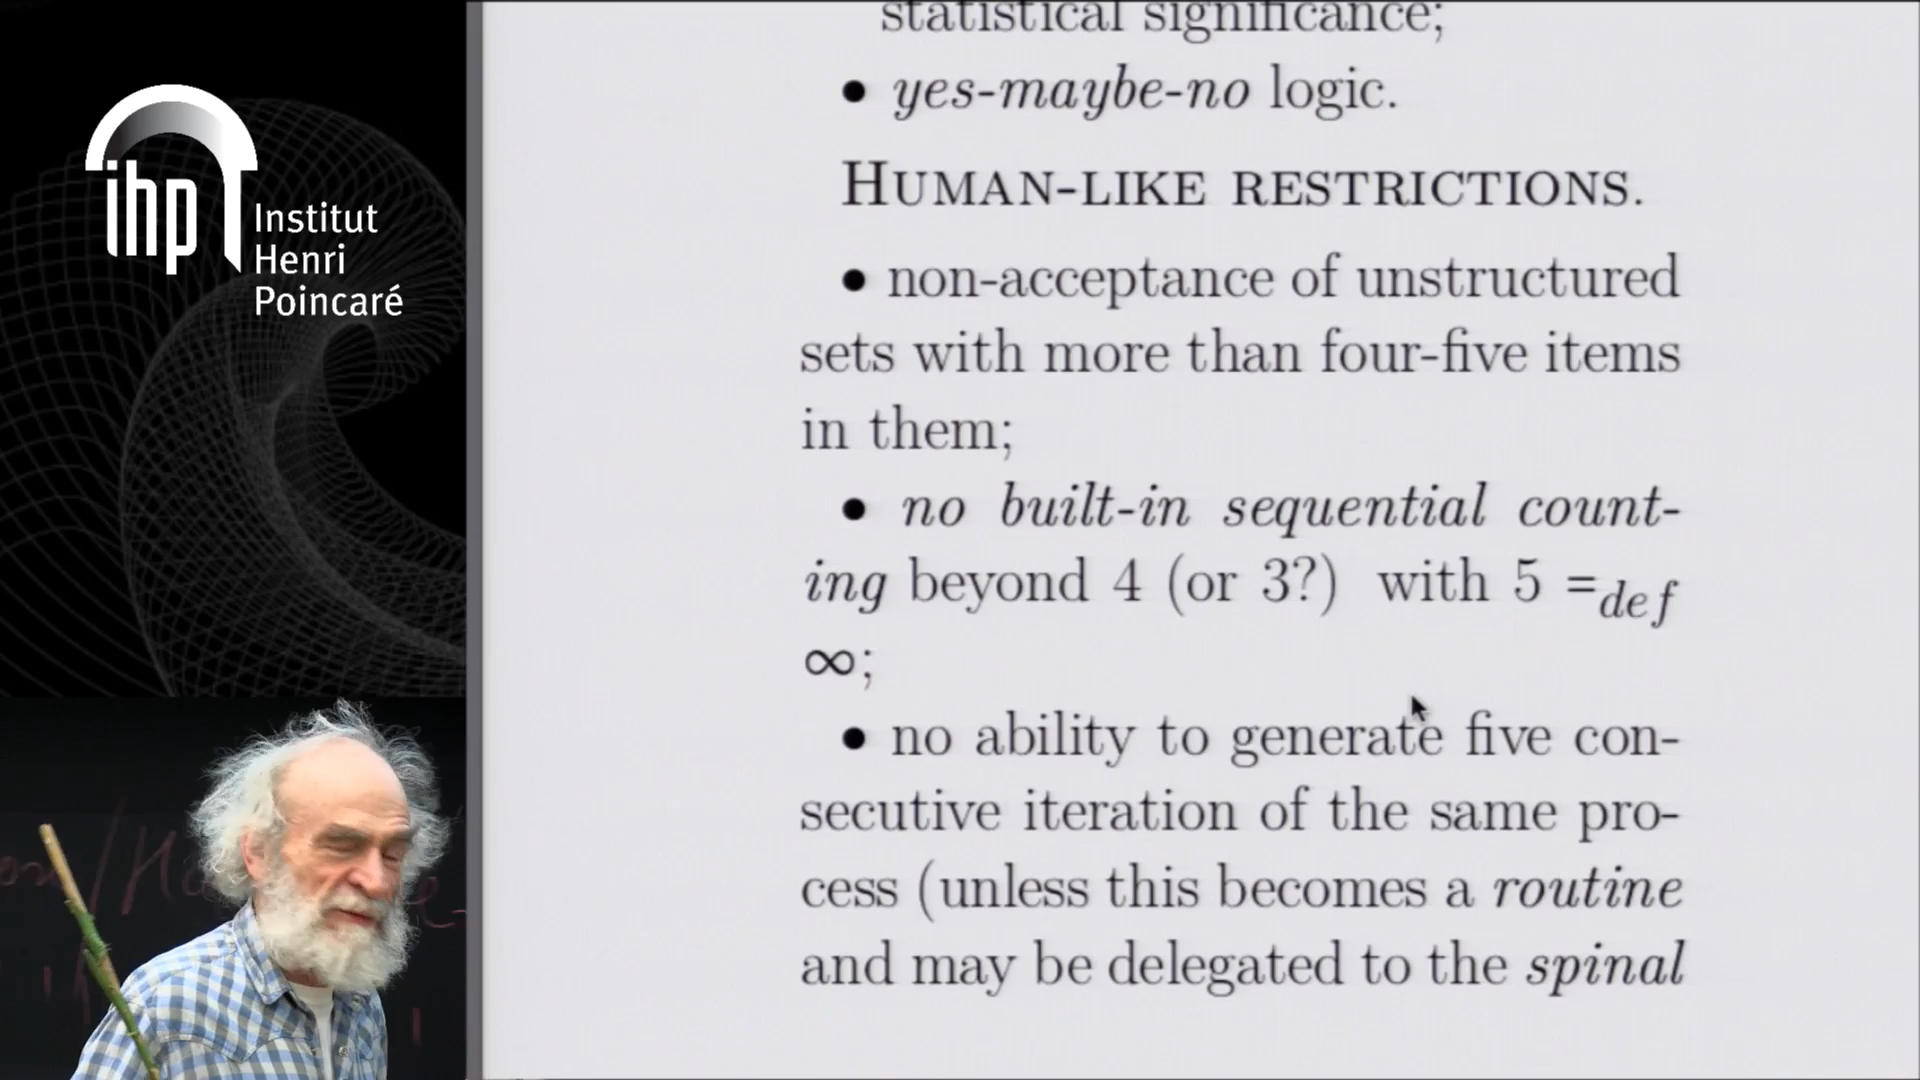 ihp
Institut
Henri
Poincaré
statistical significance;
• yes-maybe-no logic.
HUMAN-LIKE RESTRICTIONS.
• non-acceptance of unstructured
sets with more than four-five items
in them;
• no built-in sequential count-
ing beyond 4 (or 3?) with 5 =def
∞;
• no ability to generate five con-
secutive iteration of the same pro-
cess (unless this becomes a routine
and may be delegated to the spinal